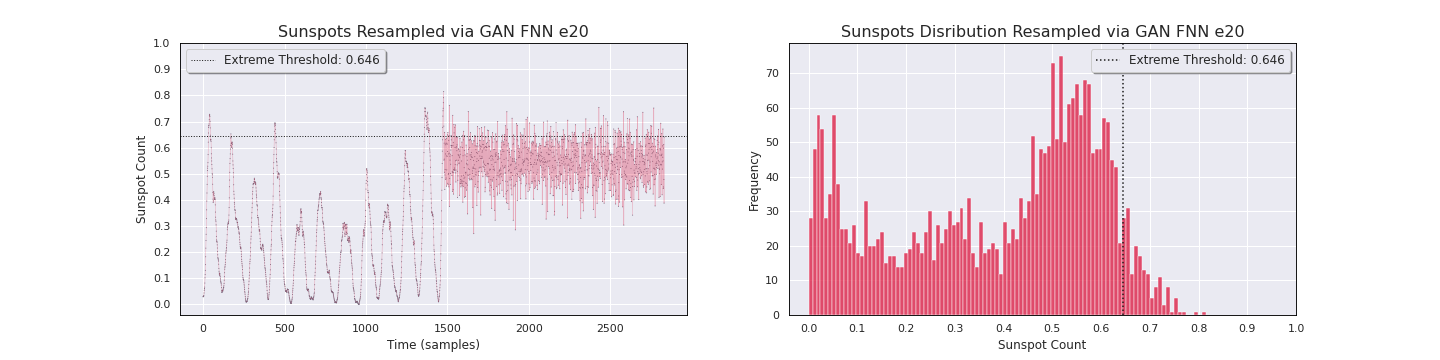 Sunspots Resampled via GAN FNN e20
Extreme Threshold: 0.646
1.0
0.9
0.8
0.7
0.6
0.5
0.4
0.3
0.2
0.1
0.0
Sunspot Count
0 500 1000 1500 2000 2500
Time (samples)
Sunspots Disribution Resampled via GAN FNN e20
Extreme Threshold: 0.646
70
60
50
40
30
20
10
0
Frequency
0.0 0.1 0.2 0.3 0.4 0.5 0.6 0.7 0.8 0.9 1.0
Sunspot Count